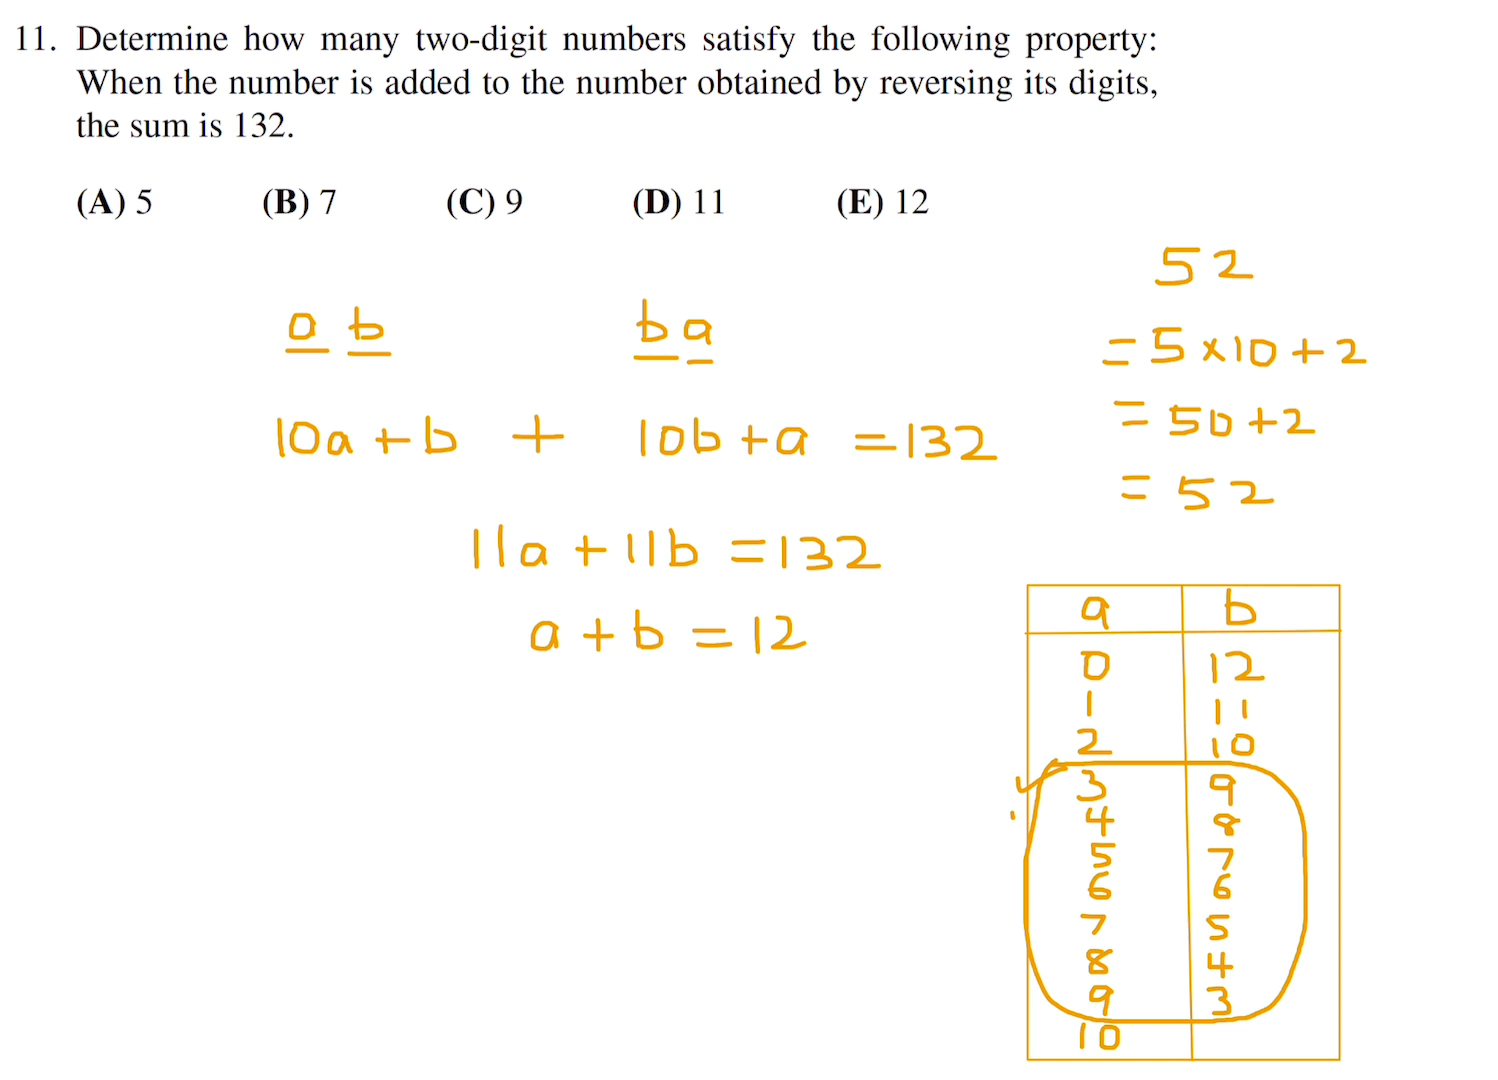 11. Determine how many two-digit numbers satisfy the following property:
When the number is added to the number obtained by reversing its digits,
the sum is 132.
(A) 5 (B) 7 (C) 9 (D) 11 (E) 12
52
a b b a
= 5 × 10 + 2
10a + b + 10b + a = 132
= 50 + 2
= 52
11a + 11b = 132
a + b = 12
a b
0 12
1 11
2 10
3 9
4 8
5 7
6 6
7 5
8 4
9 3
10